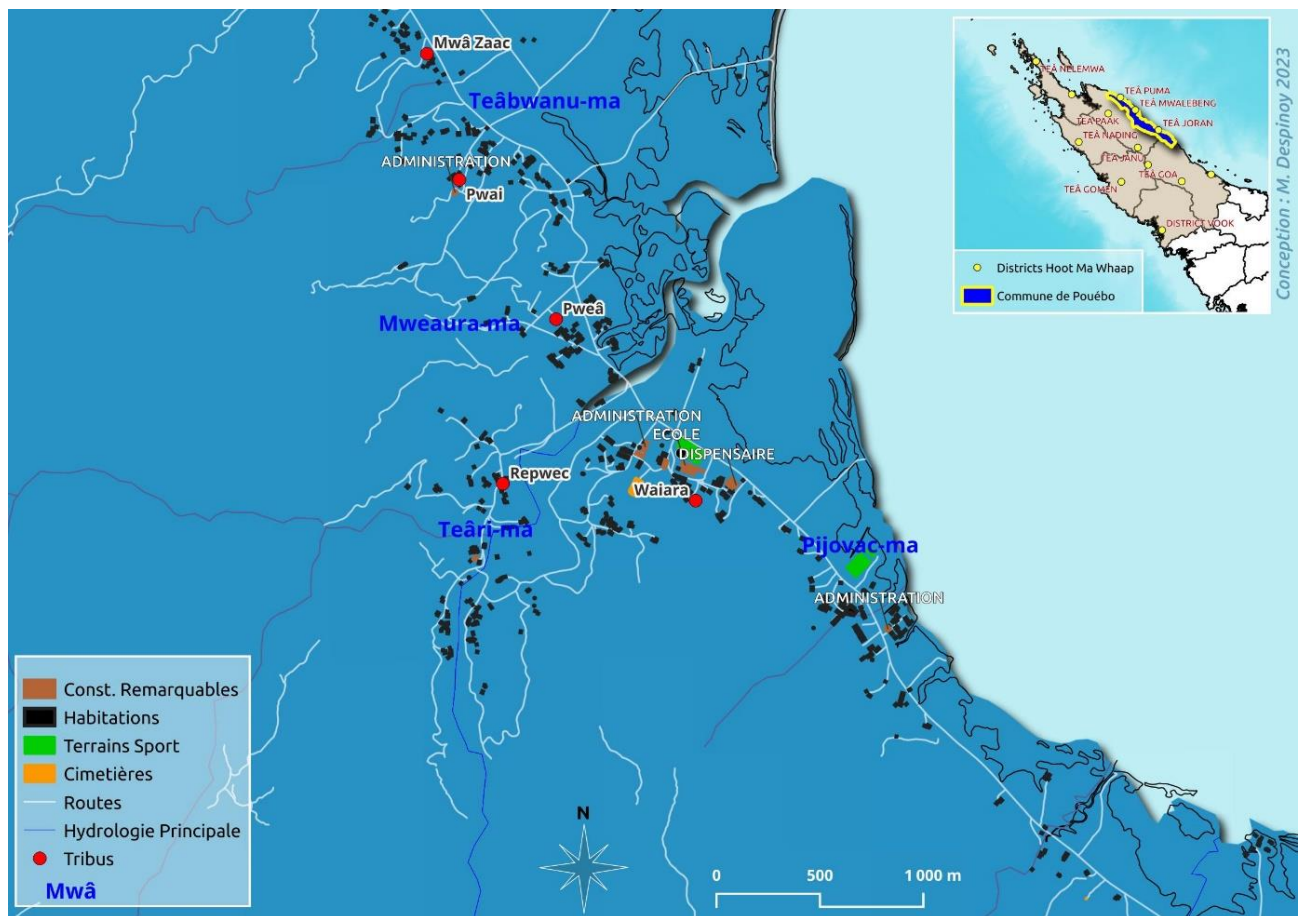 Mwâ Zaac
Teâbwanu-ma
ADMINISTRATION
Pwai
Pweâ
Mweaura-ma
ADMINISTRATION
ECOLE
DISPENSAIRE
Repwec
Waiara
Teâri-ma
Pijovac-ma
ADMINISTRATION
TEÂ NELEMWA
TEÂ PUMA
TEÂ MWALEBENG
TEÂ PAAK
TEÂ JORAN
TEÂ NADING
TEÂ JANU
TEÂ GOA
TEÂ GOMEN
DISTRICT VOOK
Districts Hoot Ma Whaap
Commune de Pouébo
Conception : M. Despinoy 2023
Const. Remarquables
Habitations
Terrains Sport
Cimetières
Routes
Hydrologie Principale
Tribus
Mwâ
N
0 500 1 000 m